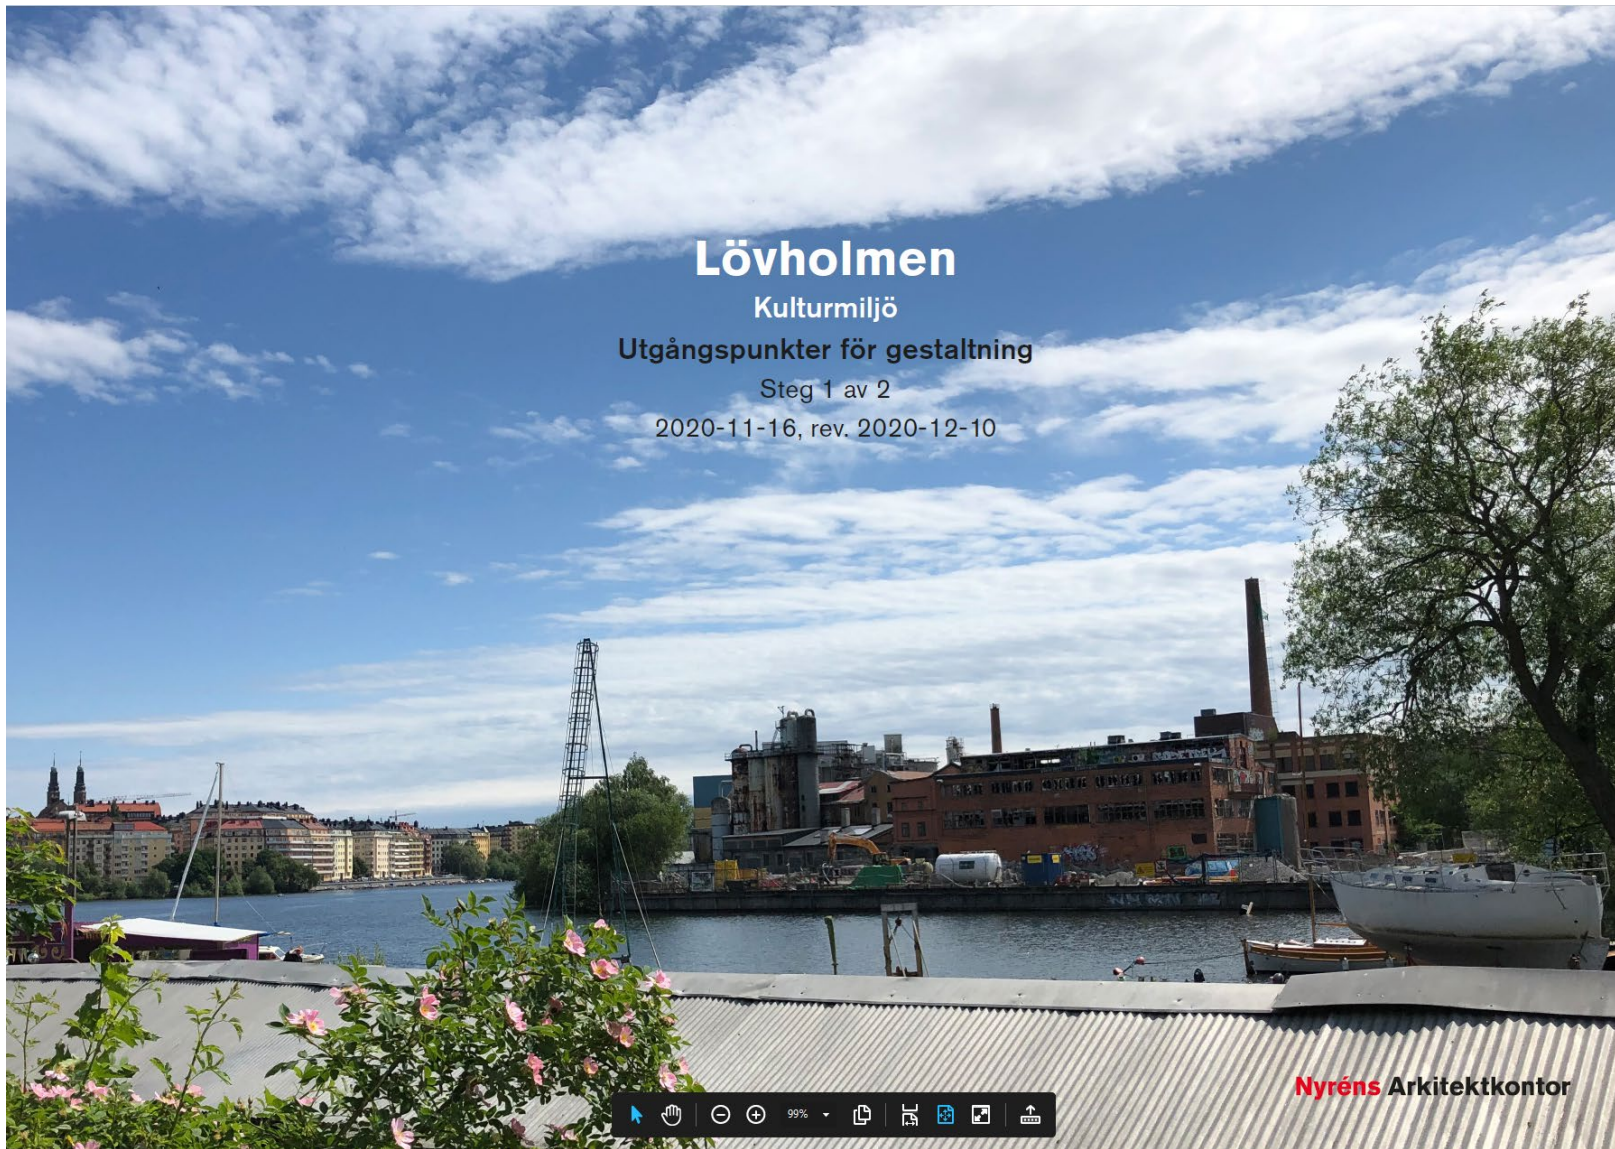 Lövholmen
Kulturmiljö
Utgångspunkter för gestaltning
Steg 1 av 2
2020-11-16, rev. 2020-12-10
Nyréns Arkitektkontor
99%